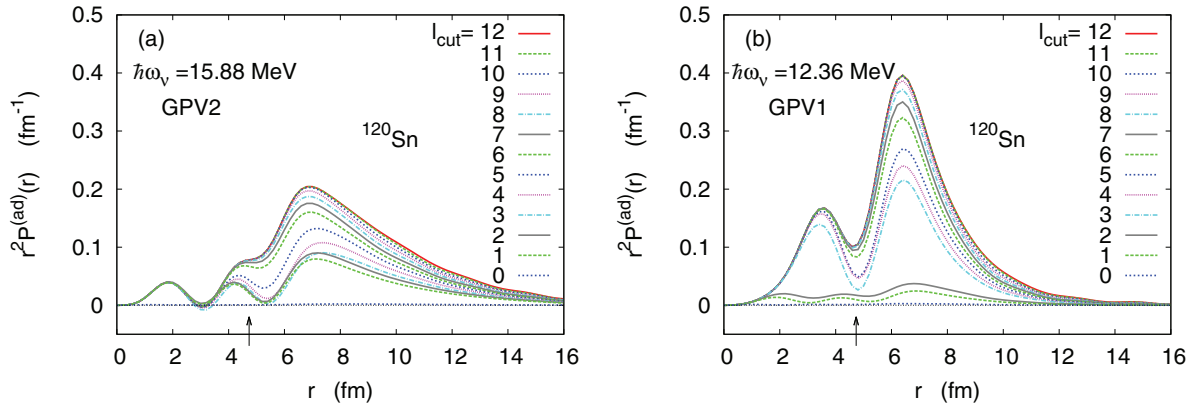 (a)
ħω_ν =15.88 MeV
GPV2
120Sn
l_cut= 12
11
10
9
8
7
6
5
4
3
2
1
0
r²P^(ad)(r) (fm⁻¹)
0.5
0.4
0.3
0.2
0.1
0
0 2 4 6 8 10 12 14 16
r (fm)
(b)
ħω_ν =12.36 MeV
GPV1
120Sn
l_cut= 12
11
10
9
8
7
6
5
4
3
2
1
0
r²P^(ad)(r) (fm⁻¹)
0.5
0.4
0.3
0.2
0.1
0
0 2 4 6 8 10 12 14 16
r (fm)